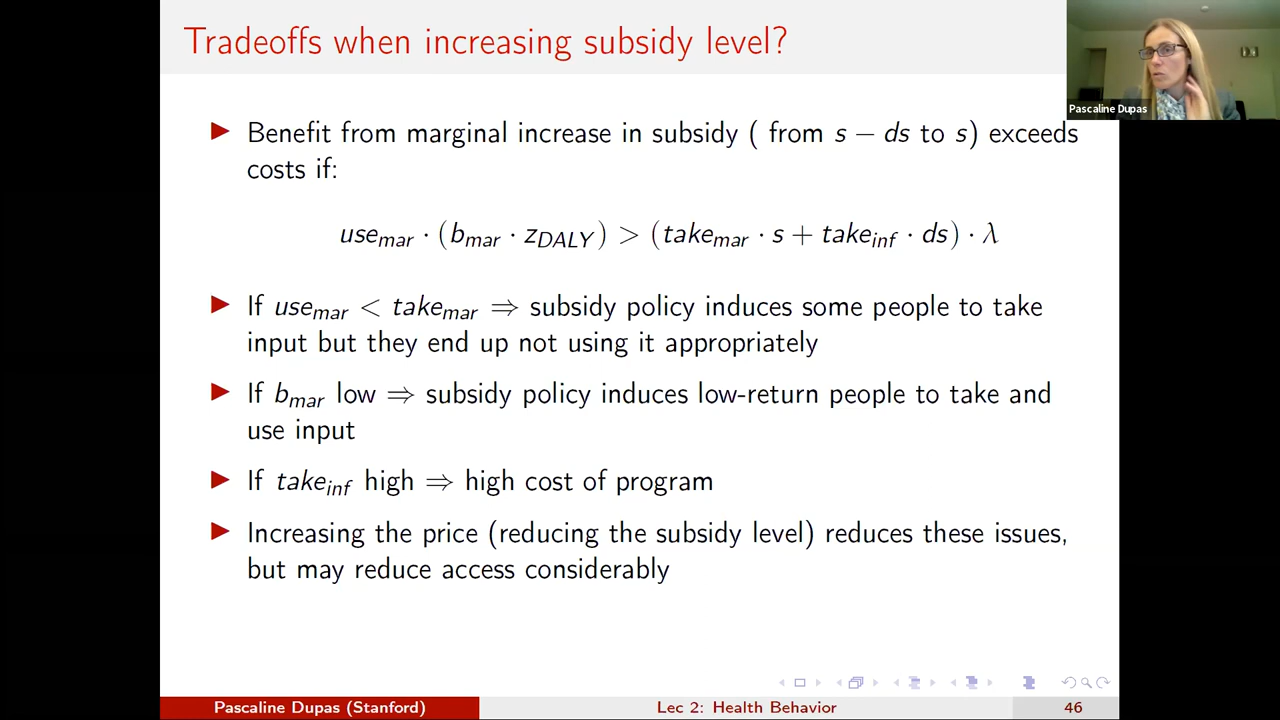 Tradeoffs when increasing subsidy level?
Pascaline Dupas
▶ Benefit from marginal increase in subsidy ( from s − ds to s) exceeds
costs if:
use_mar · (b_mar · z_DALY) > (take_mar · s + take_inf · ds) · λ
▶ If use_mar < take_mar ⇒ subsidy policy induces some people to take
input but they end up not using it appropriately
▶ If b_mar low ⇒ subsidy policy induces low-return people to take and
use input
▶ If take_inf high ⇒ high cost of program
▶ Increasing the price (reducing the subsidy level) reduces these issues,
but may reduce access considerably
Pascaline Dupas (Stanford) Lec 2: Health Behavior 46